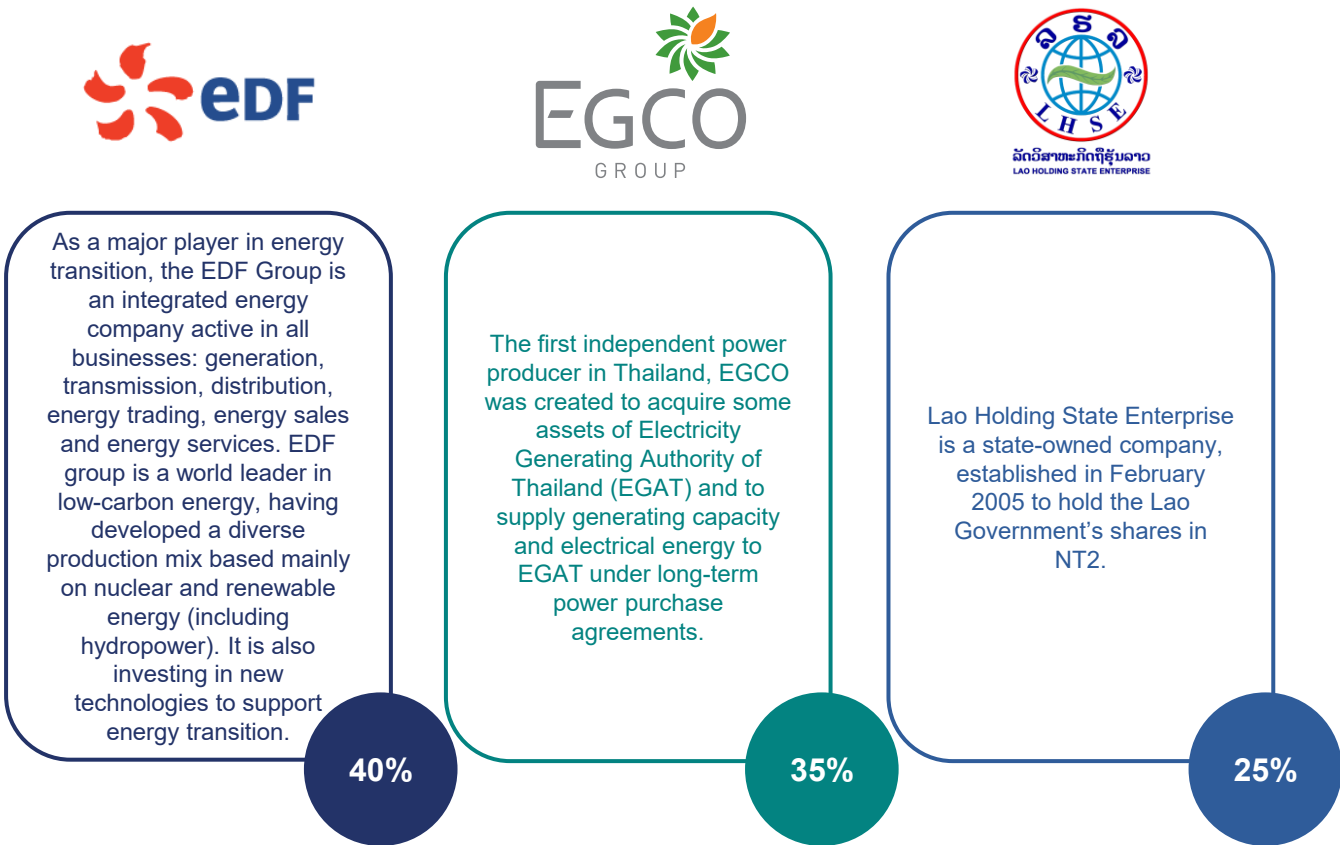 eDF
EGCO
GROUP
ລ ຣ ລ
LHSE
ລັດວິສາຫະກິດຖືຮຸ້ນລາວ
LAO HOLDING STATE ENTERPRISE
As a major player in energy
transition, the EDF Group is
an integrated energy
company active in all
businesses: generation,
transmission, distribution,
energy trading, energy sales
and energy services. EDF
group is a world leader in
low-carbon energy, having
developed a diverse
production mix based mainly
on nuclear and renewable
energy (including
hydropower). It is also
investing in new
technologies to support
energy transition.
40%
The first independent power
producer in Thailand, EGCO
was created to acquire some
assets of Electricity
Generating Authority of
Thailand (EGAT) and to
supply generating capacity
and electrical energy to
EGAT under long-term
power purchase
agreements.
35%
Lao Holding State Enterprise
is a state-owned company,
established in February
2005 to hold the Lao
Government’s shares in
NT2.
25%